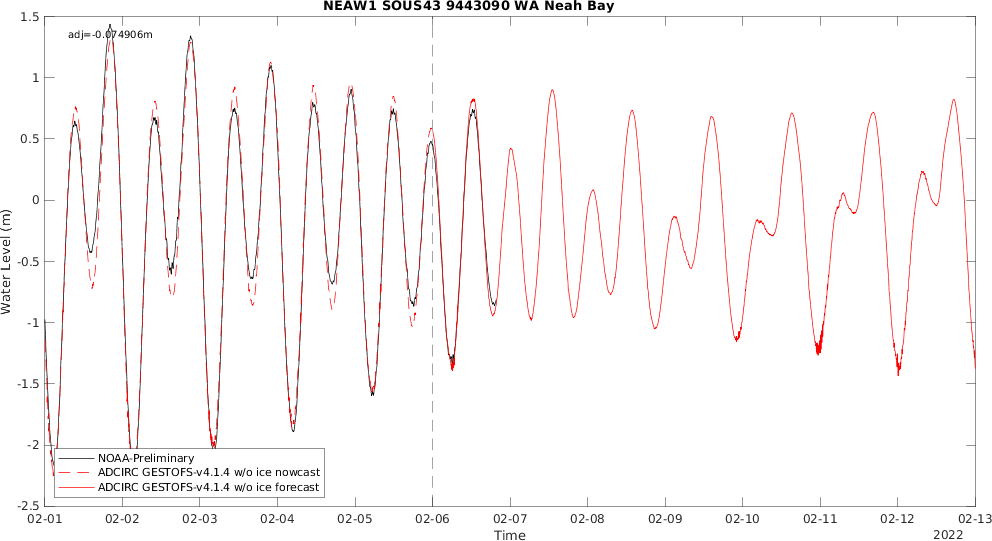 NEAW1 SOUS43 9443090 WA Neah Bay
adj=-0.074906m
1.5
1
0.5
0
-0.5
-1
-1.5
-2
-2.5
Water Level (m)
NOAA-Preliminary
ADCIRC GESTOFS-v4.1.4 w/o ice nowcast
ADCIRC GESTOFS-v4.1.4 w/o ice forecast
02-01 02-02 02-03 02-04 02-05 02-06 02-07 02-08 02-09 02-10 02-11 02-12 02-13
Time
2022